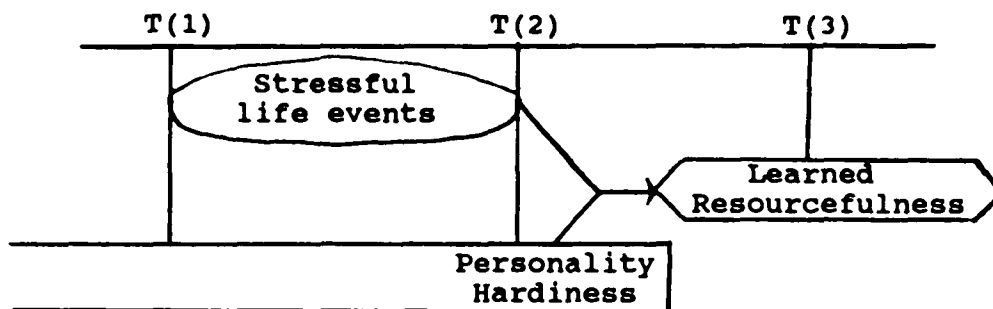 T(1) T(2) T(3)
Stressful
life events
Learned
Resourcefulness
Personality
Hardiness